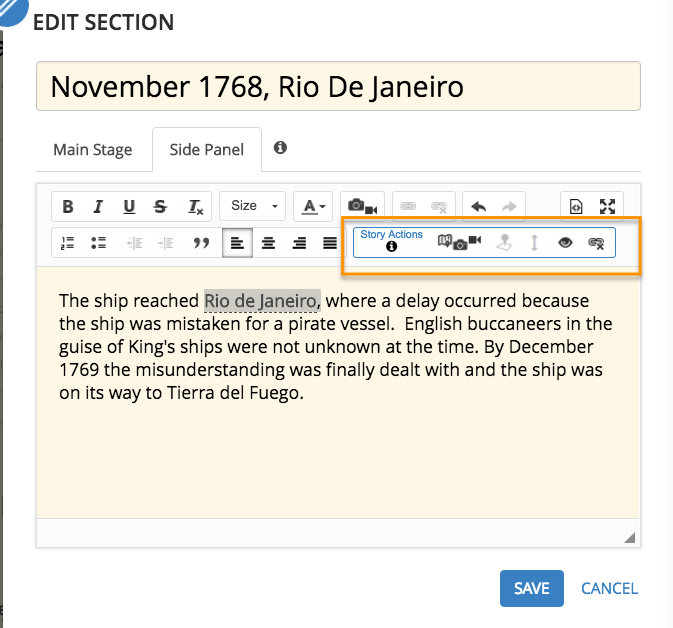 EDIT SECTION
November 1768, Rio De Janeiro
Main Stage Side Panel
B I U S Ix Size A
Story Actions
The ship reached Rio de Janeiro, where a delay occurred because
the ship was mistaken for a pirate vessel. English buccaneers in the
guise of King's ships were not unknown at the time. By December
1769 the misunderstanding was finally dealt with and the ship was
on its way to Tierra del Fuego.
SAVE CANCEL